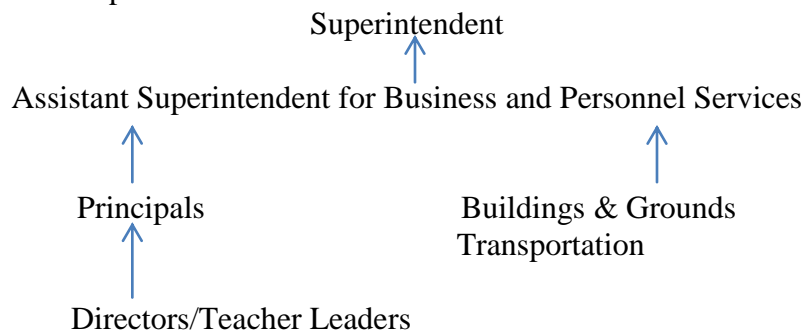 Superintendent
Assistant Superintendent for Business and Personnel Services
Principals Buildings & Grounds
Transportation
Directors/Teacher Leaders